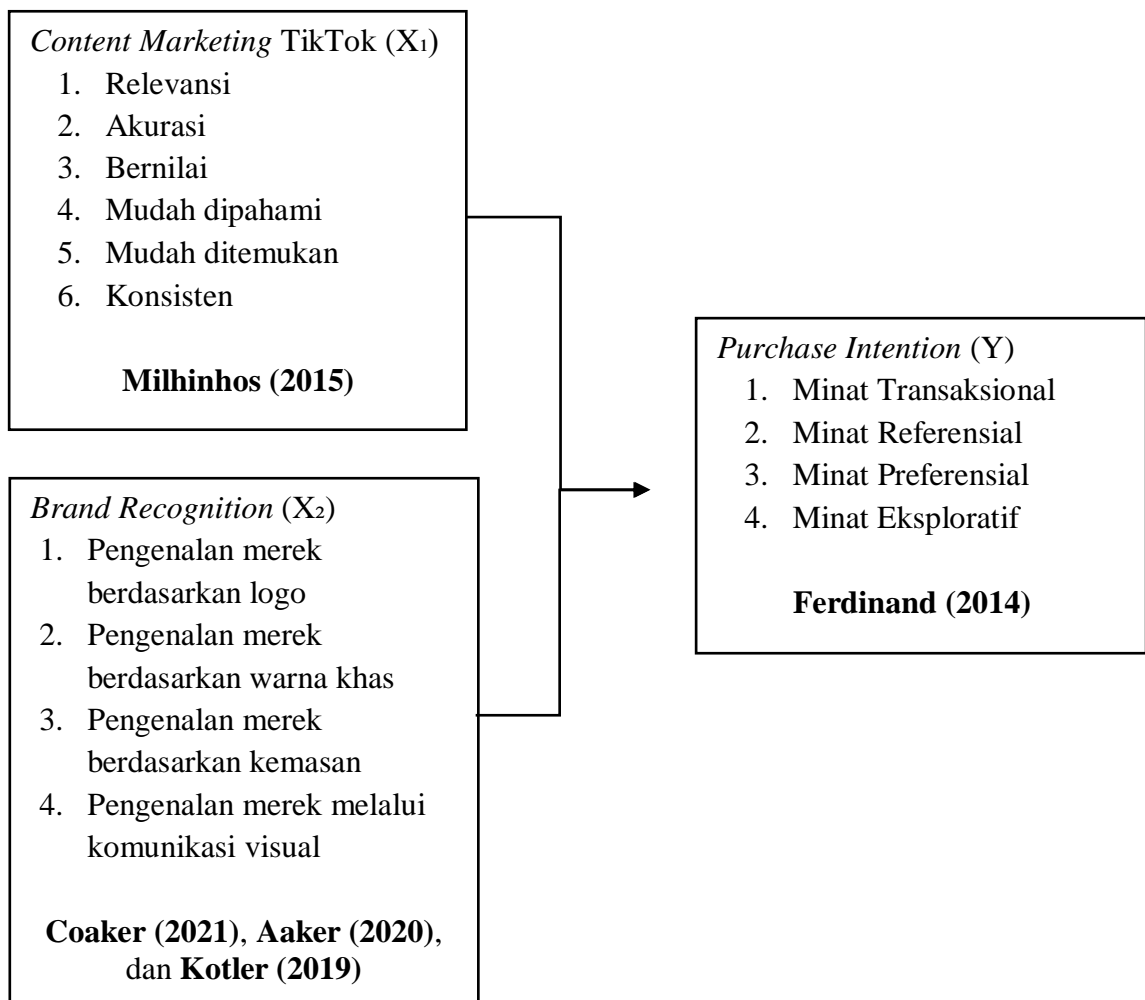 Content Marketing TikTok (X₁)
1. Relevansi
2. Akurasi
3. Bernilai
4. Mudah dipahami
5. Mudah ditemukan
6. Konsisten
Milhinhos (2015)
Brand Recognition (X₂)
1. Pengenalan merek
berdasarkan logo
2. Pengenalan merek
berdasarkan warna khas
3. Pengenalan merek
berdasarkan kemasan
4. Pengenalan merek melalui
komunikasi visual
Coaker (2021), Aaker (2020),
dan Kotler (2019)
Purchase Intention (Y)
1. Minat Transaksional
2. Minat Referensial
3. Minat Preferensial
4. Minat Eksploratif
Ferdinand (2014)